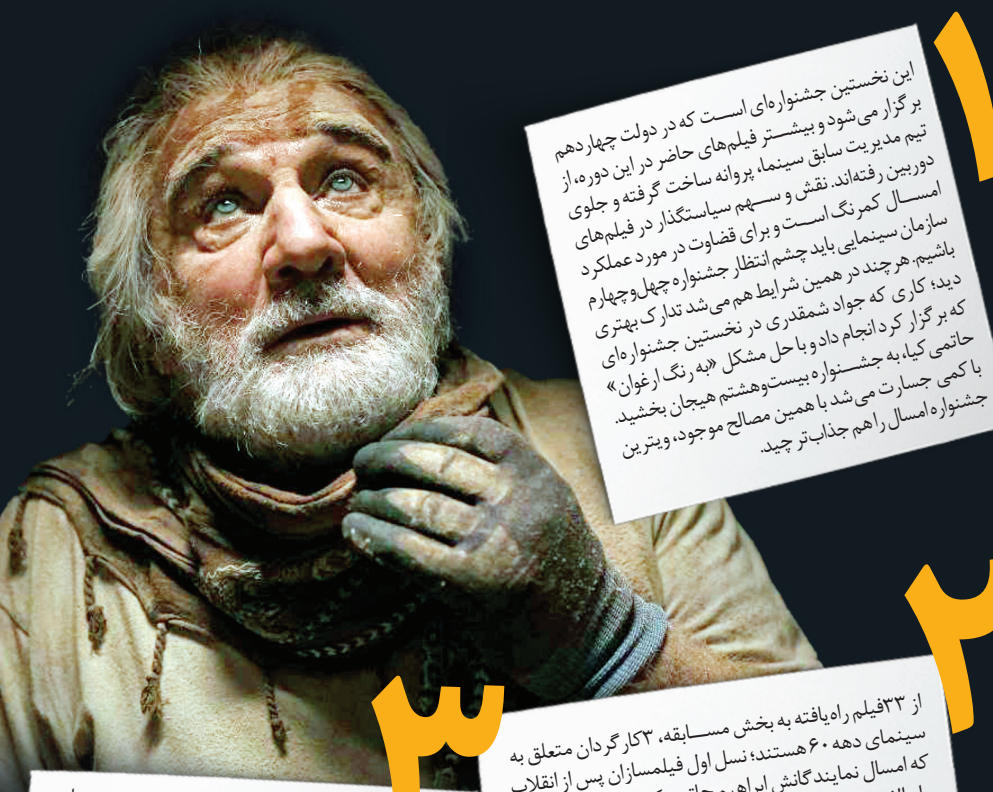 ۱
این نخستین جشنواره‌ای است که در دولت چهاردهم
برگزار می‌شود و بیشتر فیلم‌های حاضر در این دوره، از
تیم مدیریت سابق سینما، پروانه ساخت گرفته و جلوی
دوربین رفته‌اند. نقش و سهم سیاستگذار در فیلم‌های
امسال کمرنگ است و برای قضاوت در مورد عملکرد
سازمان سینمایی باید چشم انتظار جشنواره چهل‌وچهارم
باشیم. هرچند در همین شرایط هم می‌شد تدارک بهتری
دید؛ کاری که جواد شمقدری در نخستین جشنواره‌ای
که برگزار کرد انجام داد و با حل مشکل «به رنگ ارغوان»
حاتمی کیا، به جشنواره بیست‌وهشتم هیجان بخشید.
با کمی جسارت می‌شد با همین مصالح موجود، ویترین
جشنواره امسال را هم جذاب‌تر چید.
۲
از ۳۳فیلم راه‌یافته به بخش مسابقه، ۳کارگردان متعلق به
سینمای دهه ۶۰ هستند؛ نسل اول فیلمسازان پس از انقلاب
که امسال نمایندگانش ابراهیم
۳